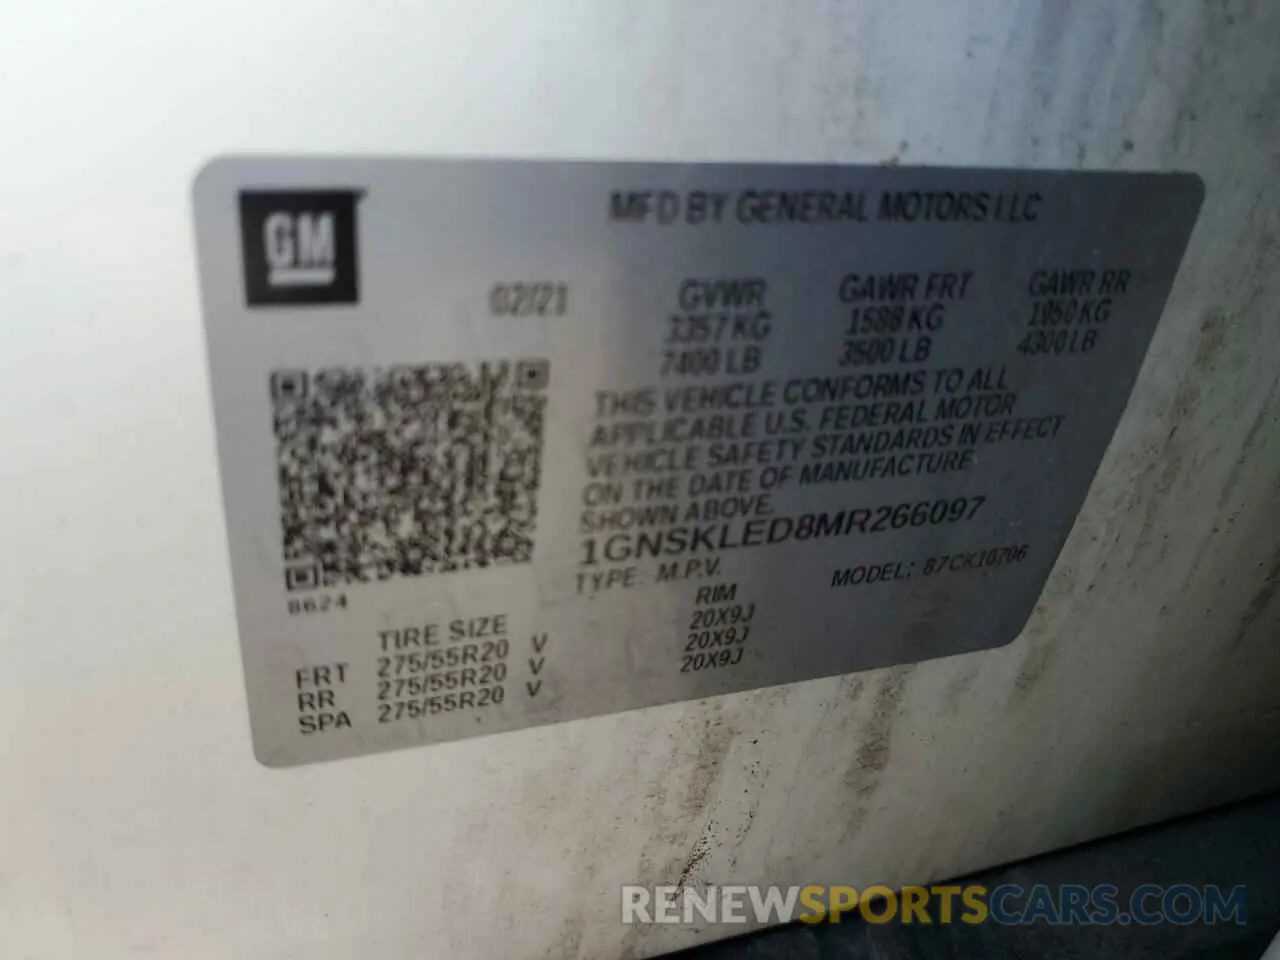 GM
MFD BY GENERAL MOTORS LLC
02/21
GVWR GAWR FRT GAWR RR
3357 KG 1588 KG 1950 KG
7400 LB 3500 LB 4300 LB
THIS VEHICLE CONFORMS TO ALL
APPLICABLE U.S. FEDERAL MOTOR
VEHICLE SAFETY STANDARDS IN EFFECT
ON THE DATE OF MANUFACTURE
SHOWN ABOVE.
1GNSKLED8MR266097
TYPE: M.P.V. MODEL: 87CK10706
8624
TIRE SIZE RIM
FRT 275/55R20 V 20X9J
RR 275/55R20 V 20X9J
SPA 275/55R20 V 20X9J
RENEWSPORTSCARS.COM